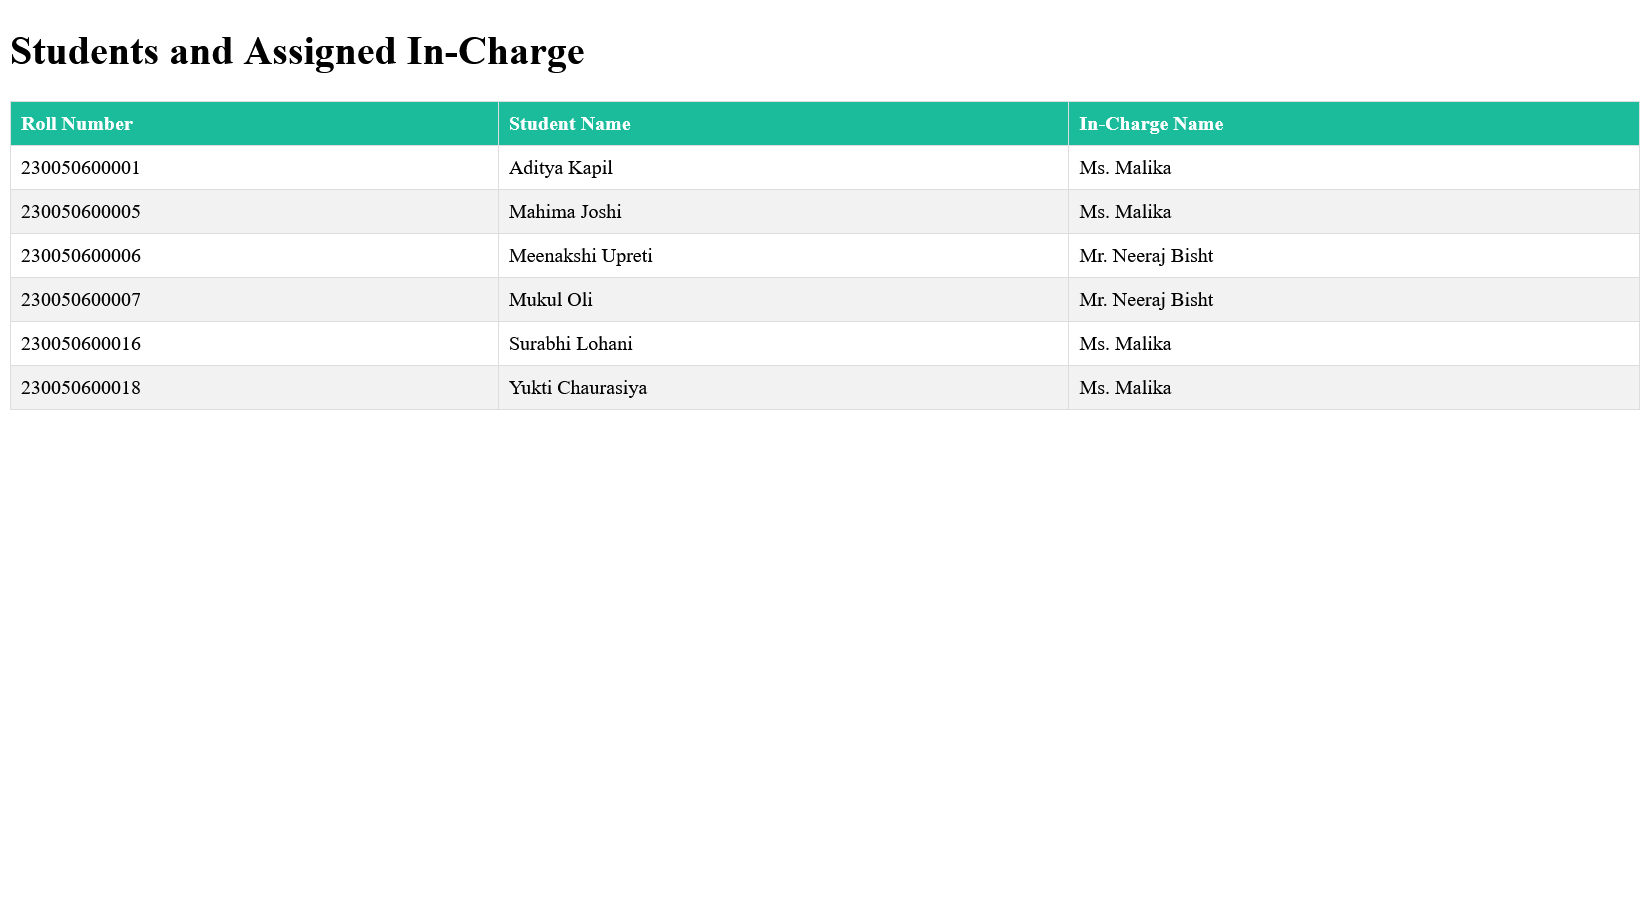 Students and Assigned In-Charge
Roll Number Student Name In-Charge Name
230050600001 Aditya Kapil Ms. Malika
230050600005 Mahima Joshi Ms. Malika
230050600006 Meenakshi Upreti Mr. Neeraj Bisht
230050600007 Mukul Oli Mr. Neeraj Bisht
230050600016 Surabhi Lohani Ms. Malika
230050600018 Yukti Chaurasiya Ms. Malika